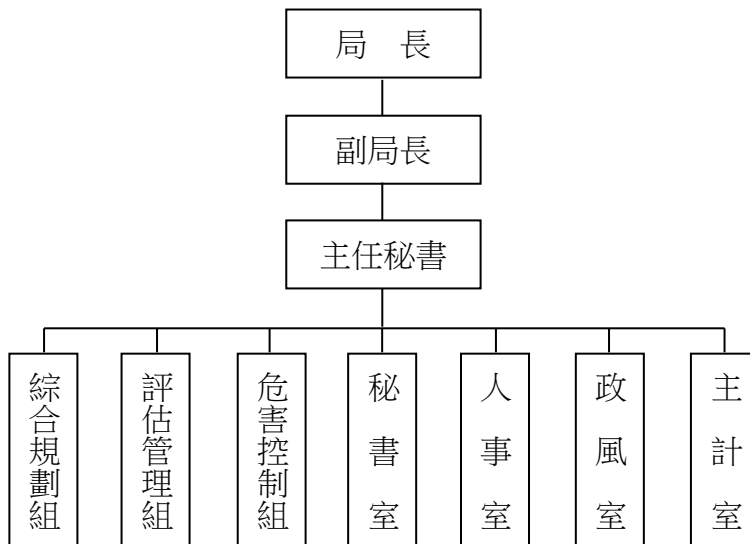 局　長
副局長
主任秘書
綜合規劃組
評估管理組
危害控制組
秘書室
人事室
政風室
主計室